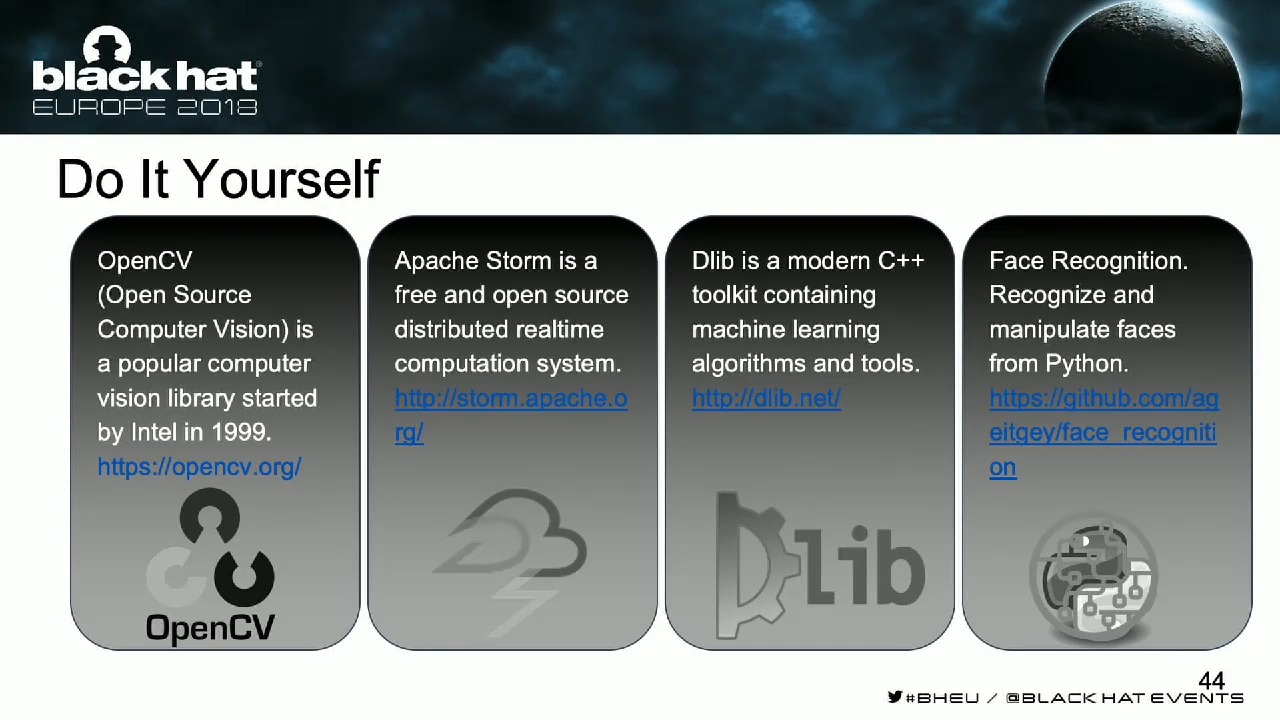 black hat
EUROPE 2018
Do It Yourself
OpenCV
(Open Source
Computer Vision) is
a popular computer
vision library started
by Intel in 1999.
https://opencv.org/
OpenCV
Apache Storm is a
free and open source
distributed realtime
computation system.
http://storm.apache.o
rg/
Dlib is a modern C++
toolkit containing
machine learning
algorithms and tools.
http://dlib.net/
Dlib
Face Recognition.
Recognize and
manipulate faces
from Python.
https://github.com/ag
eitgey/face_recogniti
on
44
#BHEU / @BLACK HAT EVENTS